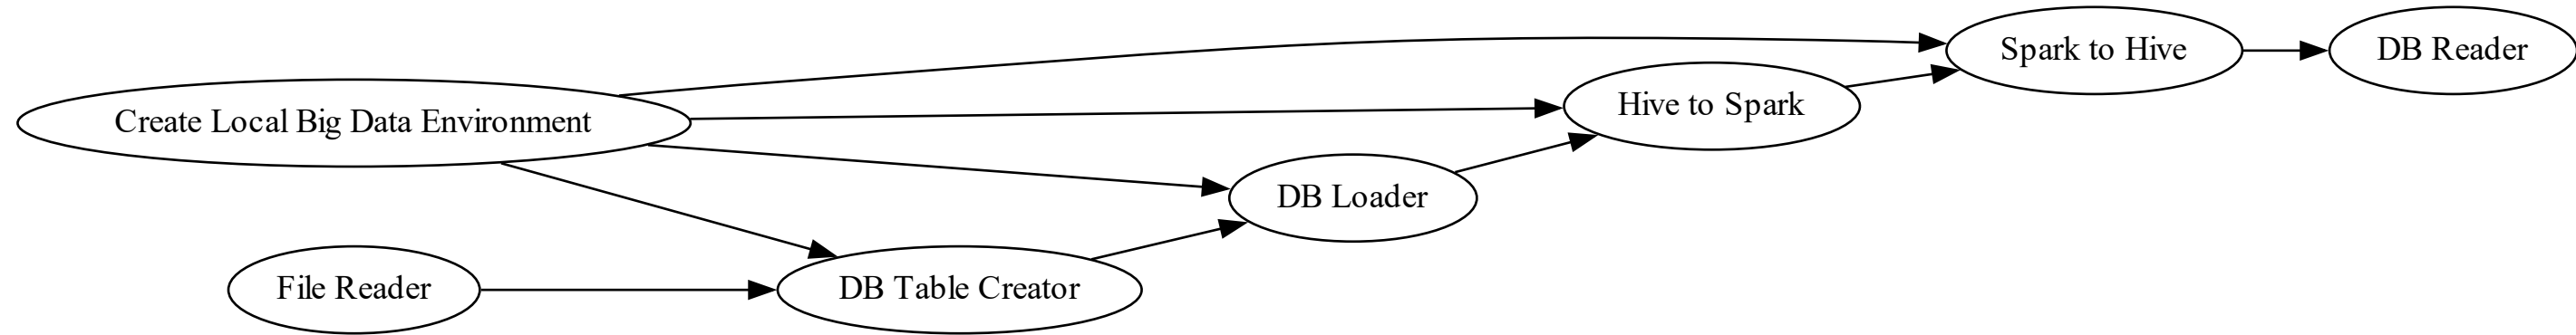 Create Local Big Data Environment
File Reader
DB Table Creator
DB Loader
Hive to Spark
Spark to Hive
DB Reader